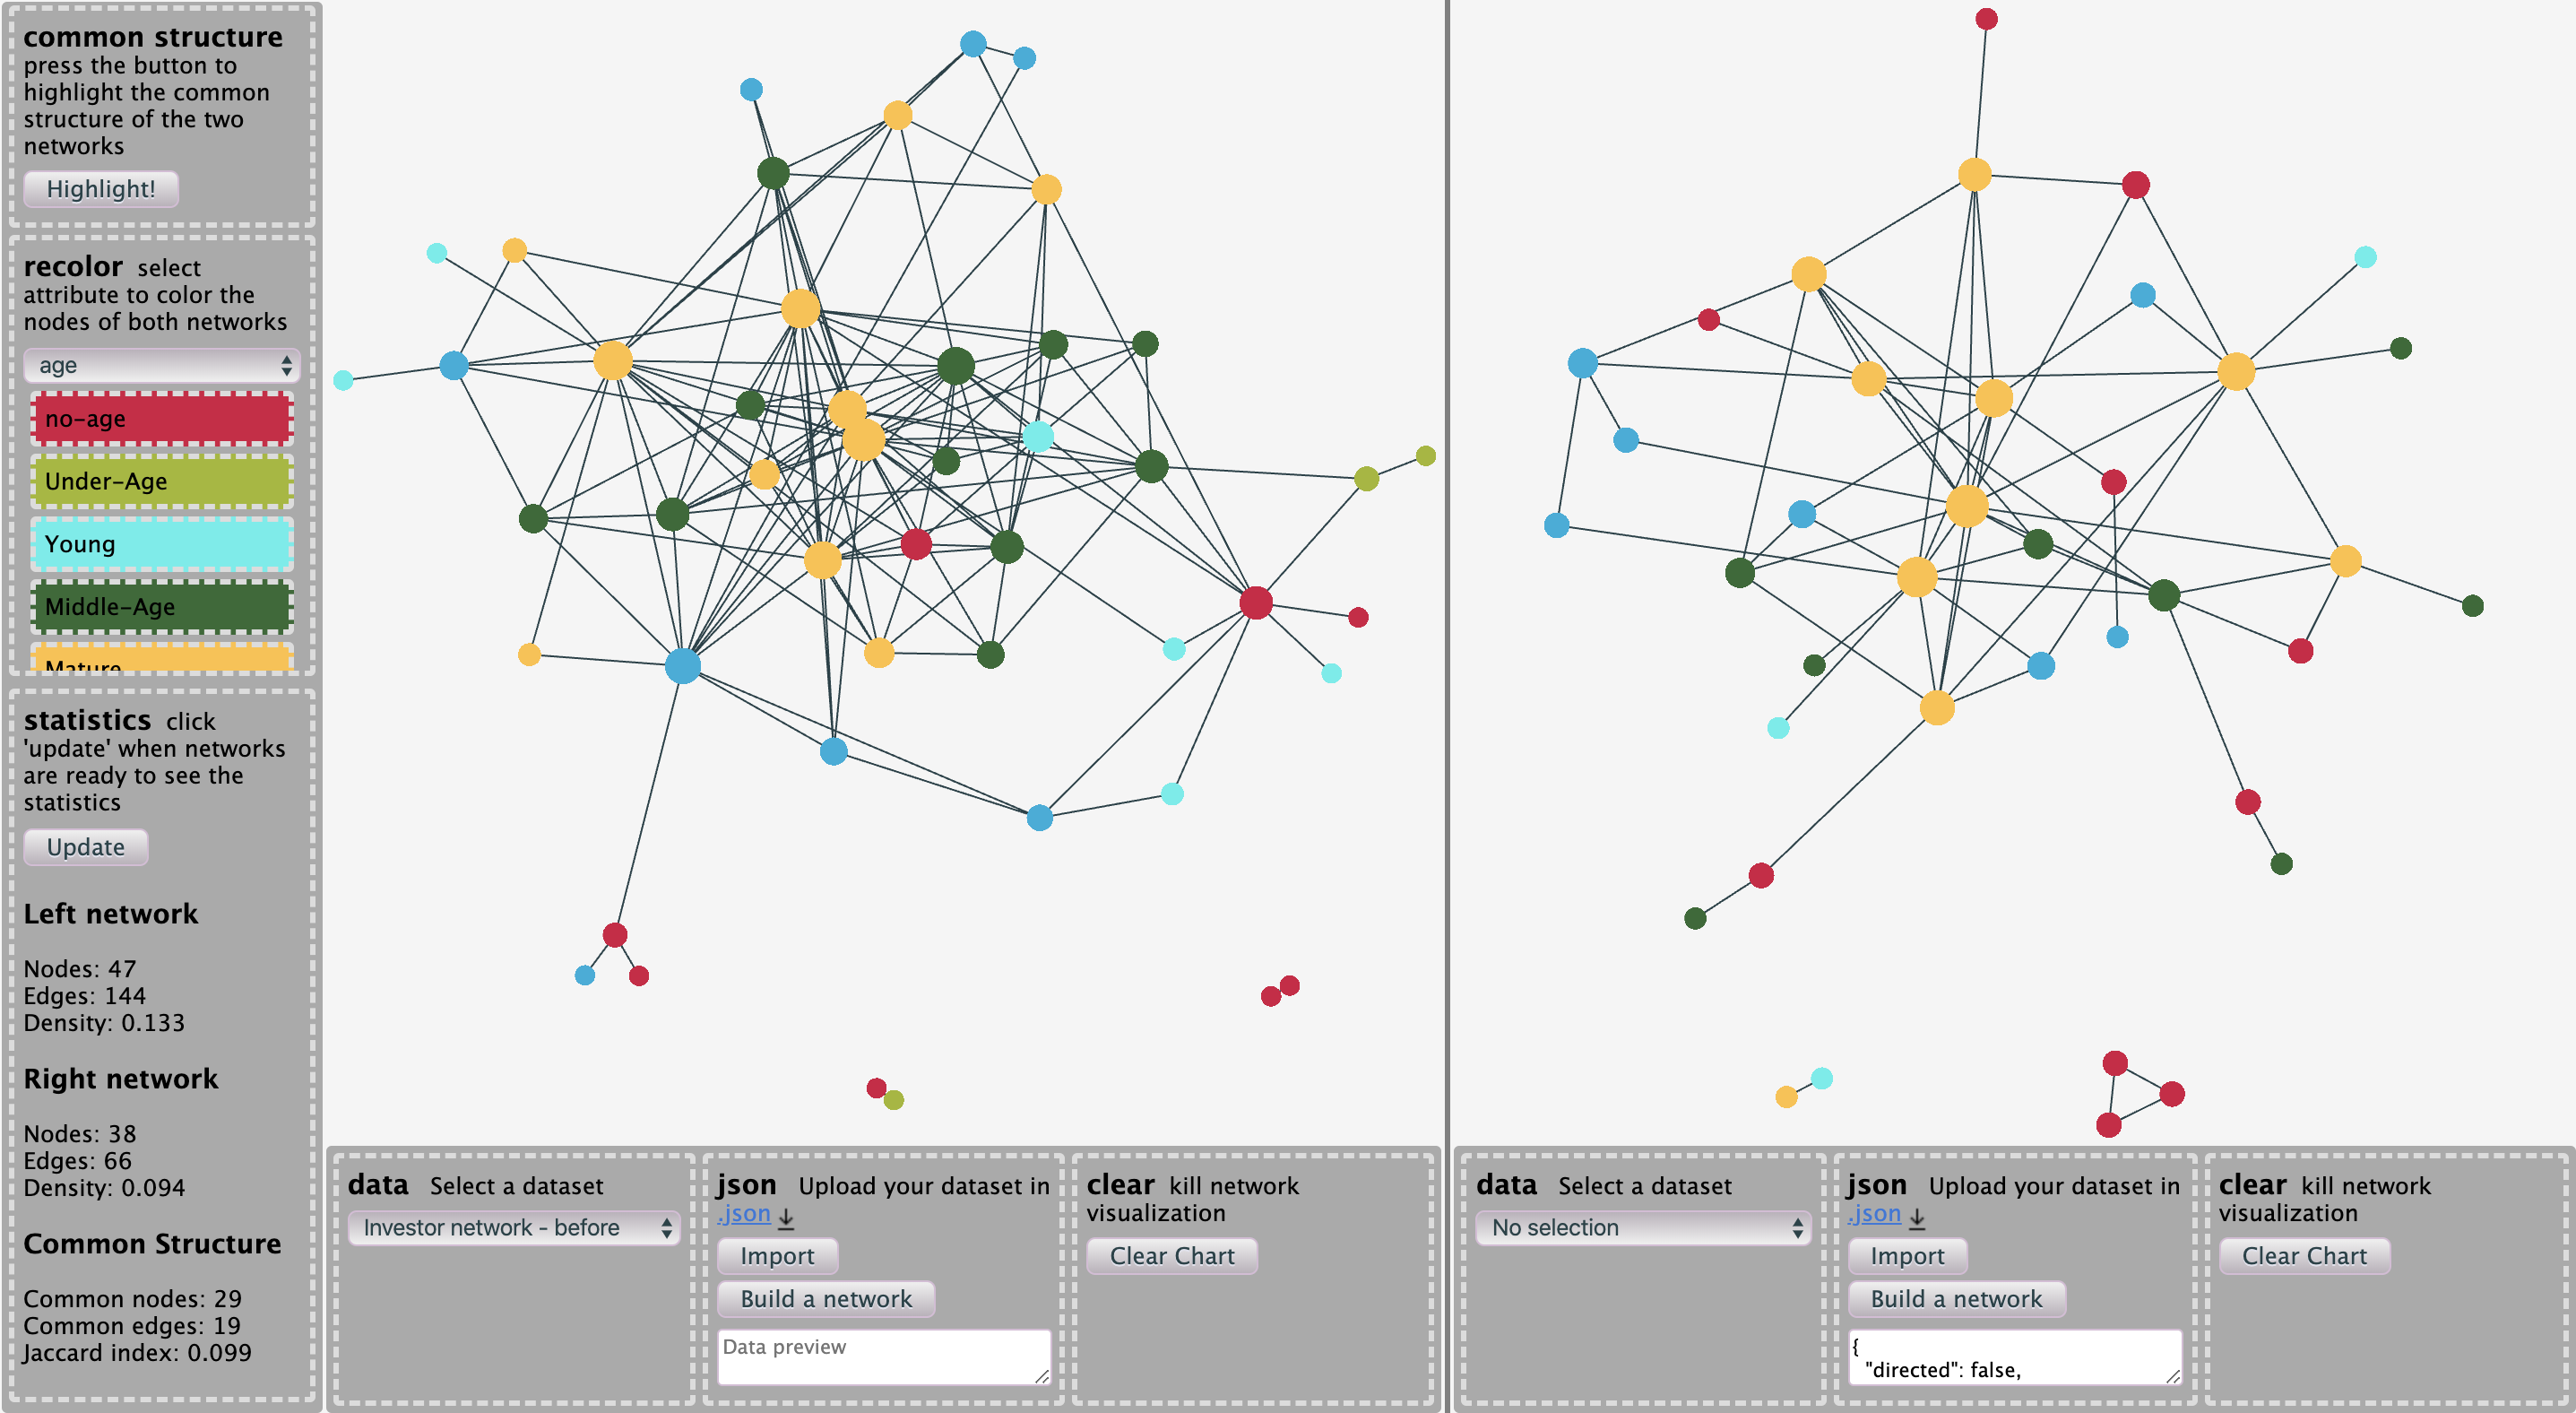 common structure
press the button to
highlight the common
structure of the two
networks
Highlight!
recolor select
attribute to color the
nodes of both networks
age
no-age
Under-Age
Young
Middle-Age
Mature
statistics click
'update' when networks
are ready to see the
statistics
Update
Left network
Nodes: 47
Edges: 144
Density: 0.133
Right network
Nodes: 38
Edges: 66
Density: 0.094
Common Structure
Common nodes: 29
Common edges: 19
Jaccard index: 0.099
data Select a dataset
Investor network - before
json Upload your dataset in
.json
Import
Build a network
Data preview
clear kill network
visualization
Clear Chart
data Select a dataset
No selection
json Upload your dataset in
.json
Import
Build a network
{
"directed": false,
clear kill network
visualization
Clear Chart